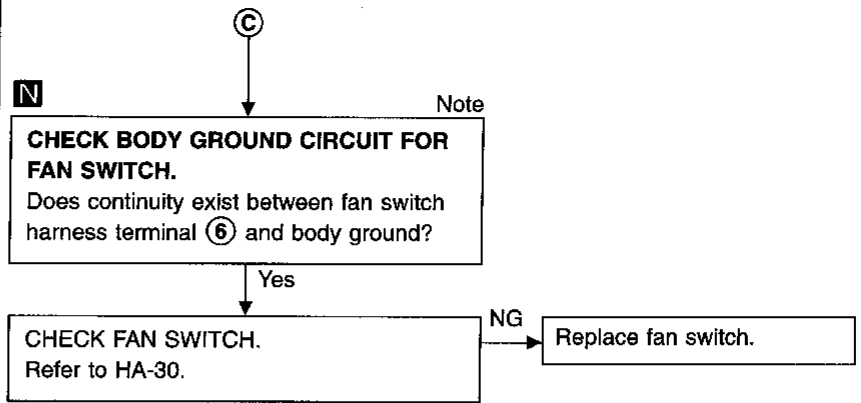 Ⓒ
N
Note
CHECK BODY GROUND CIRCUIT FOR
FAN SWITCH.
Does continuity exist between fan switch
harness terminal ⑥ and body ground?
Yes
CHECK FAN SWITCH.
Refer to HA-30.
NG
Replace fan switch.